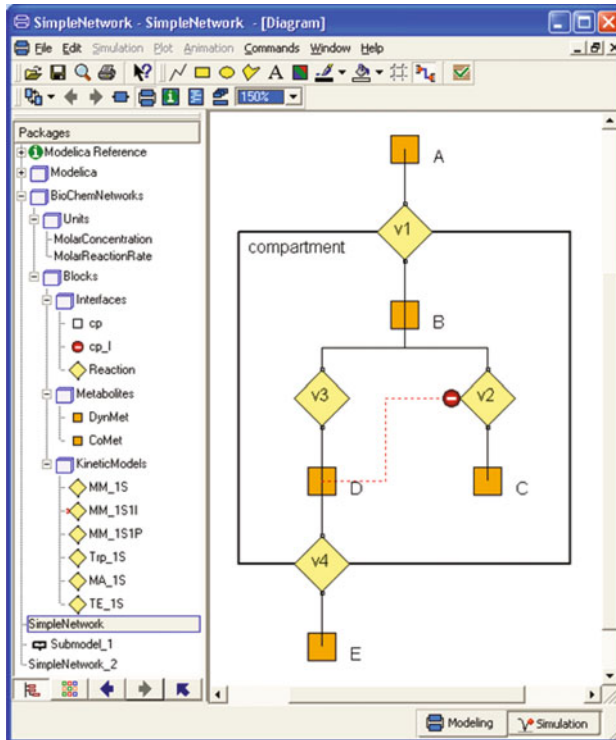 SimpleNetwork - SimpleNetwork - [Diagram]
File Edit Simulation Plot Animation Commands Window Help
A
150%
Packages
Modelica Reference
Modelica
BioChemNetworks
Units
MolarConcentration
MolarReactionRate
Blocks
Interfaces
cp
cp_I
Reaction
Metabolites
DynMet
CoMet
KineticModels
MM_1S
MM_1S1I
MM_1S1P
Trp_1S
MA_1S
TE_1S
SimpleNetwork
Submodel_1
SimpleNetwork_2
A
v1
compartment
B
v3
v2
D
C
v4
E
Modeling
Simulation